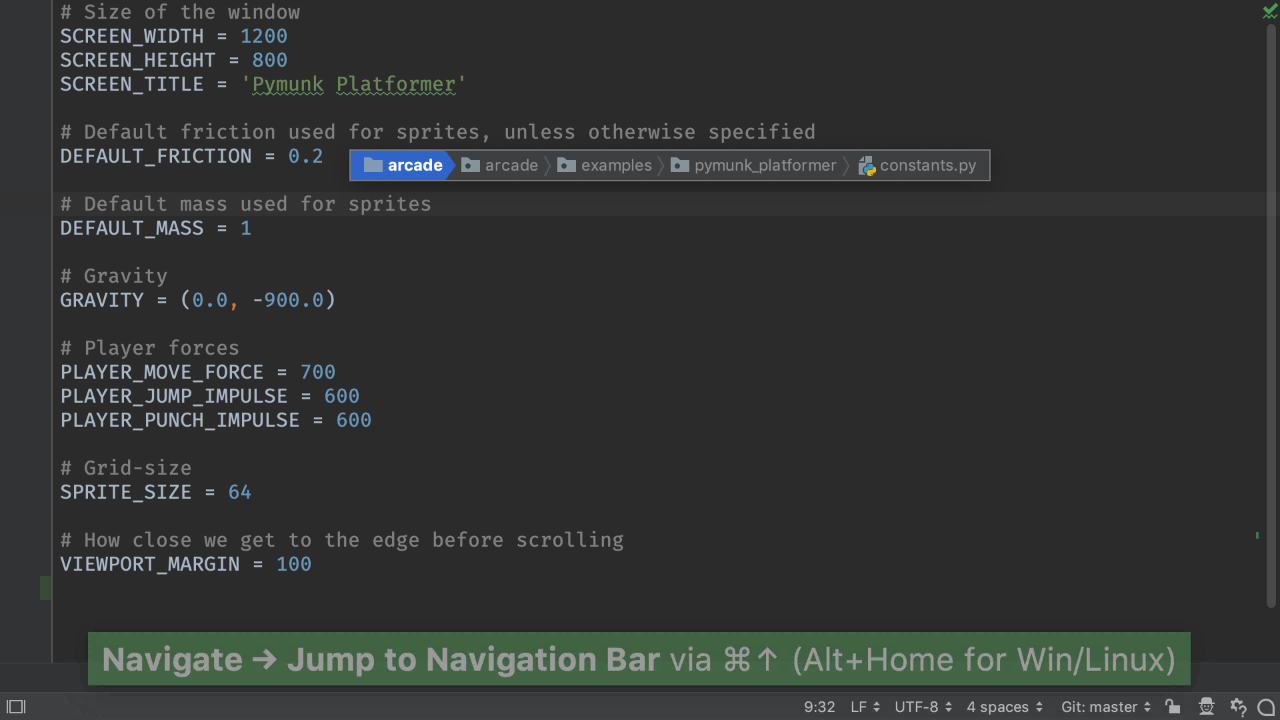 # Size of the window
SCREEN_WIDTH = 1200
SCREEN_HEIGHT = 800
SCREEN_TITLE = 'Pymunk Platformer'
# Default friction used for sprites, unless otherwise specified
DEFAULT_FRICTION = 0.2
arcade arcade examples pymunk_platformer constants.py
# Default mass used for sprites
DEFAULT_MASS = 1
# Gravity
GRAVITY = (0.0, -900.0)
# Player forces
PLAYER_MOVE_FORCE = 700
PLAYER_JUMP_IMPULSE = 600
PLAYER_PUNCH_IMPULSE = 600
# Grid-size
SPRITE_SIZE = 64
# How close we get to the edge before scrolling
VIEWPORT_MARGIN = 100
Navigate → Jump to Navigation Bar via ⌘↑ (Alt+Home for Win/Linux)
9:32 LF UTF-8 4 spaces Git: master